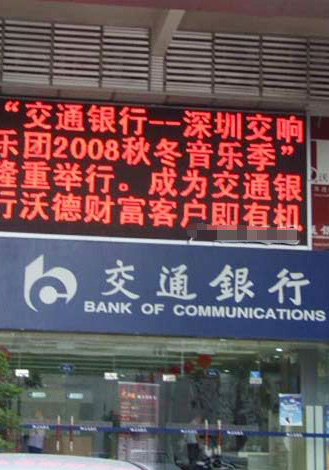 “交通银行--深圳交响
乐团2008秋冬音乐季”
隆重举行。成为交通银
行沃德财富客户即有机
交通銀行
BANK OF COMMUNICATIONS